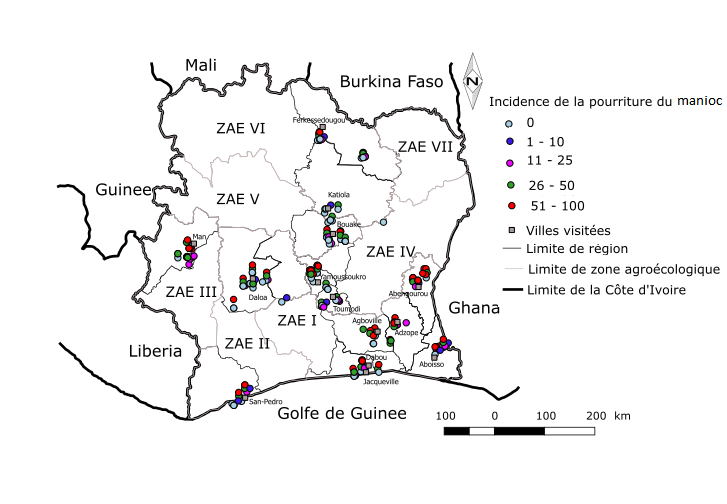 Mali
Burkina Faso
N
Incidence de la pourriture du manioc
0
1 - 10
11 - 25
26 - 50
51 - 100
Villes visitées
Limite de région
Limite de zone agroécologique
Limite de la Côte d'Ivoire
Ferkessedougou
ZAE VI
ZAE VII
Guinee
ZAE V
Katiola
Bouake
Man
ZAE IV
Yamoussoukro
ZAE III
Daloa
Abengourou
Toumodi
Ghana
ZAE I
Agboville
Adzope
Liberia
ZAE II
Dabou
Aboisso
Jacqueville
San-Pedro
Golfe de Guinee
100 0 100 200 km